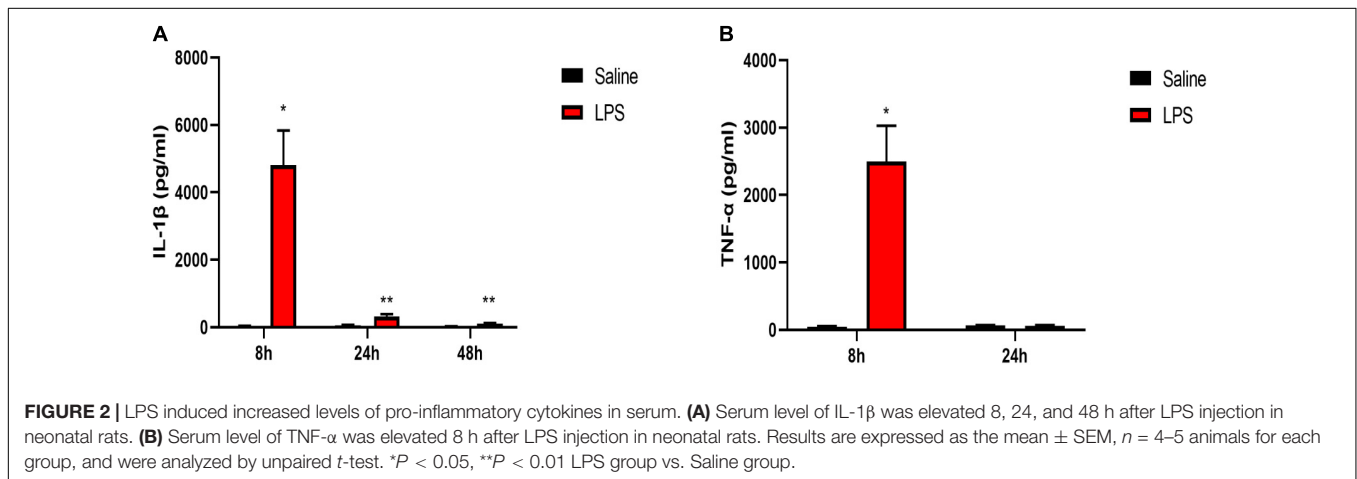 A
8000
6000
4000
2000
0
IL-1β (pg/ml)
*
**
**
8h 24h 48h
Saline
LPS
B
4000
3000
2000
1000
0
TNF-α (pg/ml)
*
8h 24h
Saline
LPS
FIGURE 2 | LPS induced increased levels of pro-inflammatory cytokines in serum. (A) Serum level of IL-1β was elevated 8, 24, and 48 h after LPS injection in
neonatal rats. (B) Serum level of TNF-α was elevated 8 h after LPS injection in neonatal rats. Results are expressed as the mean ± SEM, n = 4–5 animals for each
group, and were analyzed by unpaired t-test. *P < 0.05, **P < 0.01 LPS group vs. Saline group.